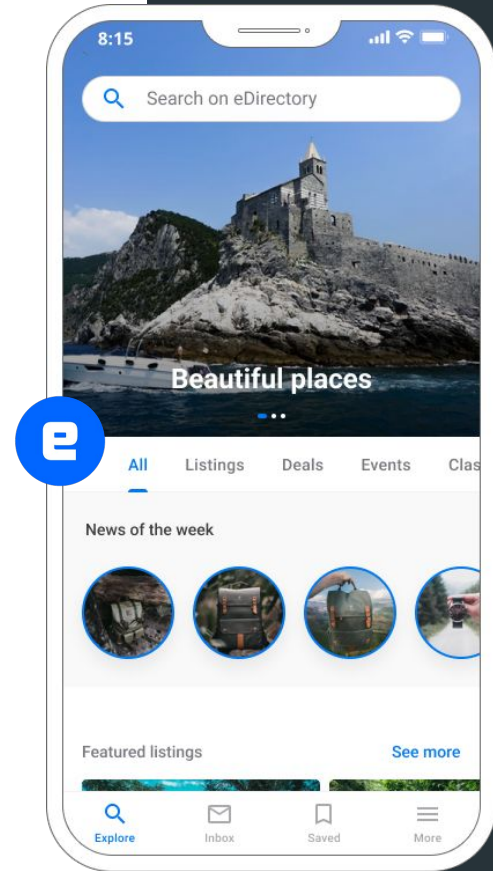 8:15
Search on eDirectory
Beautiful places
e
All Listings Deals Events Clas
News of the week
Featured listings See more
Explore Inbox Saved More